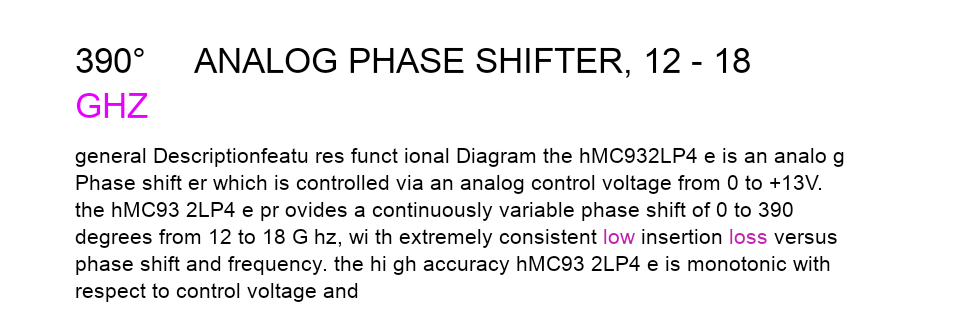 390° ANALOG PHASE SHIFTER, 12 - 18
GHZ
general Descriptionfeatu res funct ional Diagram the hMC932LP4 e is an analo g
Phase shift er which is controlled via an analog control voltage from 0 to +13V.
the hMC93 2LP4 e pr ovides a continuously variable phase shift of 0 to 390
degrees from 12 to 18 G hz, wi th extremely consistent low insertion loss versus
phase shift and frequency. the hi gh accuracy hMC93 2LP4 e is monotonic with
respect to control voltage and